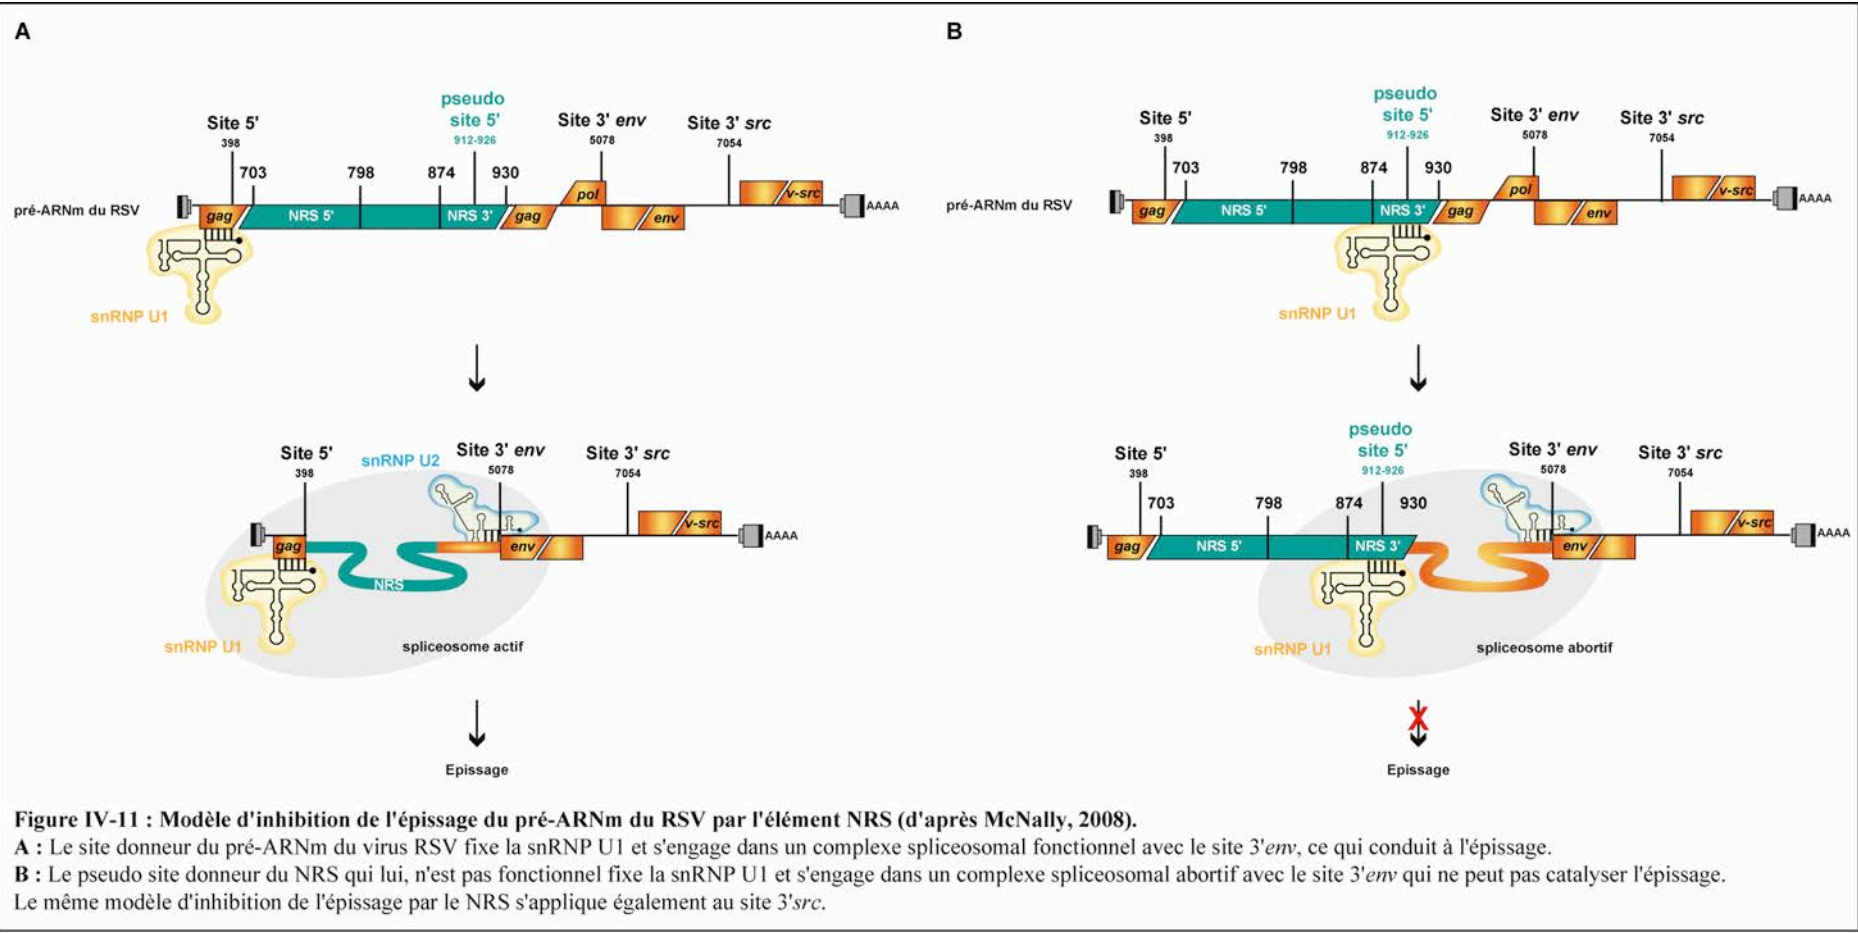 A
pseudo
site 5'
912-926
Site 5'
398
Site 3' env
5078
Site 3' src
7054
703
798
874
930
pol
v-src
pré-ARNm du RSV
gag
NRS 5'
NRS 3'
gag
env
AAAA
snRNP U1
Site 5'
398
snRNP U2
Site 3' env
5078
Site 3' src
7054
v-src
gag
env
AAAA
NRS
snRNP U1
spliceosome actif
Epissage
B
pseudo
site 5'
912-926
Site 5'
398
Site 3' env
5078
Site 3' src
7054
703
798
874
930
pol
v-src
pré-ARNm du RSV
gag
NRS 5'
NRS 3'
gag
env
AAAA
snRNP U1
pseudo
site 5'
912-926
Site 5'
398
Site 3' env
5078
Site 3' src
7054
703
798
874
930
v-src
gag
NRS 5'
NRS 3'
env
AAAA
snRNP U1
spliceosome abortif
X
Epissage
Figure IV-11 : Modèle d'inhibition de l'épissage du pré-ARNm du RSV par l'élément NRS (d'après McNally, 2008).
A : Le site donneur du pré-ARNm du virus RSV fixe la snRNP U1 et s'engage dans un complexe spliceosomal fonctionnel avec le site 3'env, ce qui conduit à l'épissage.
B : Le pseudo site donneur du NRS qui lui, n'est pas fonctionnel fixe la snRNP U1 et s'engage dans un complexe spliceosomal abortif avec le site 3'env qui ne peut pas catalyser l'épissage.
Le même modèle d'inhibition de l'épissage par le NRS s'applique également au site 3'src.